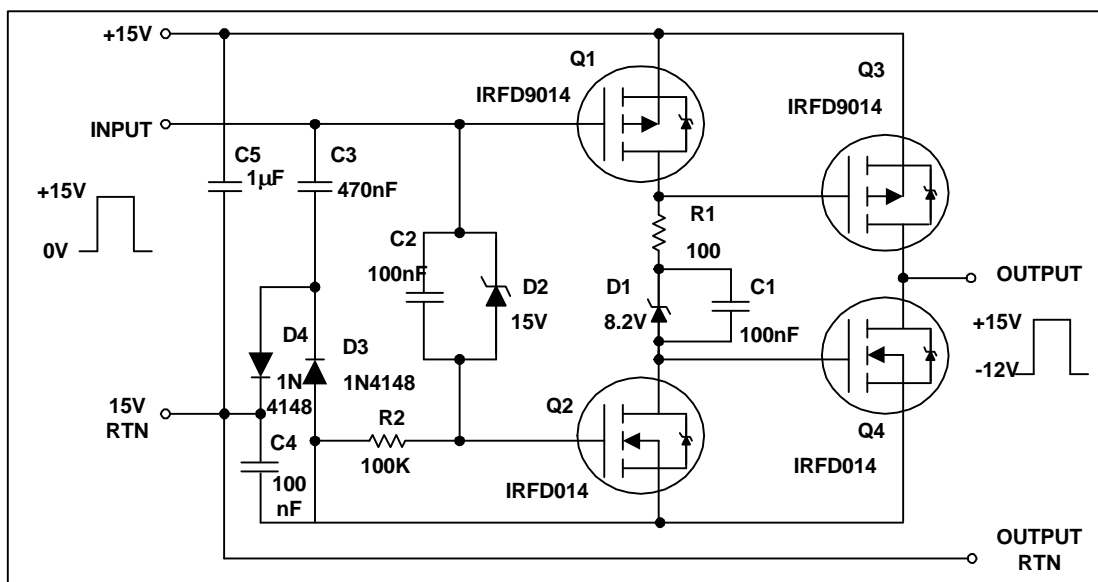 +15V
Q1
Q3
IRFD9014
IRFD9014
INPUT
C5
1µF
C3
470nF
+15V
0V
R1
100
C2
100nF
D2
15V
D1
8.2V
C1
100nF
OUTPUT
+15V
-12V
D4
1N
4148
D3
1N4148
15V
RTN
R2
100K
Q2
Q4
C4
100
nF
IRFD014
IRFD014
OUTPUT
RTN